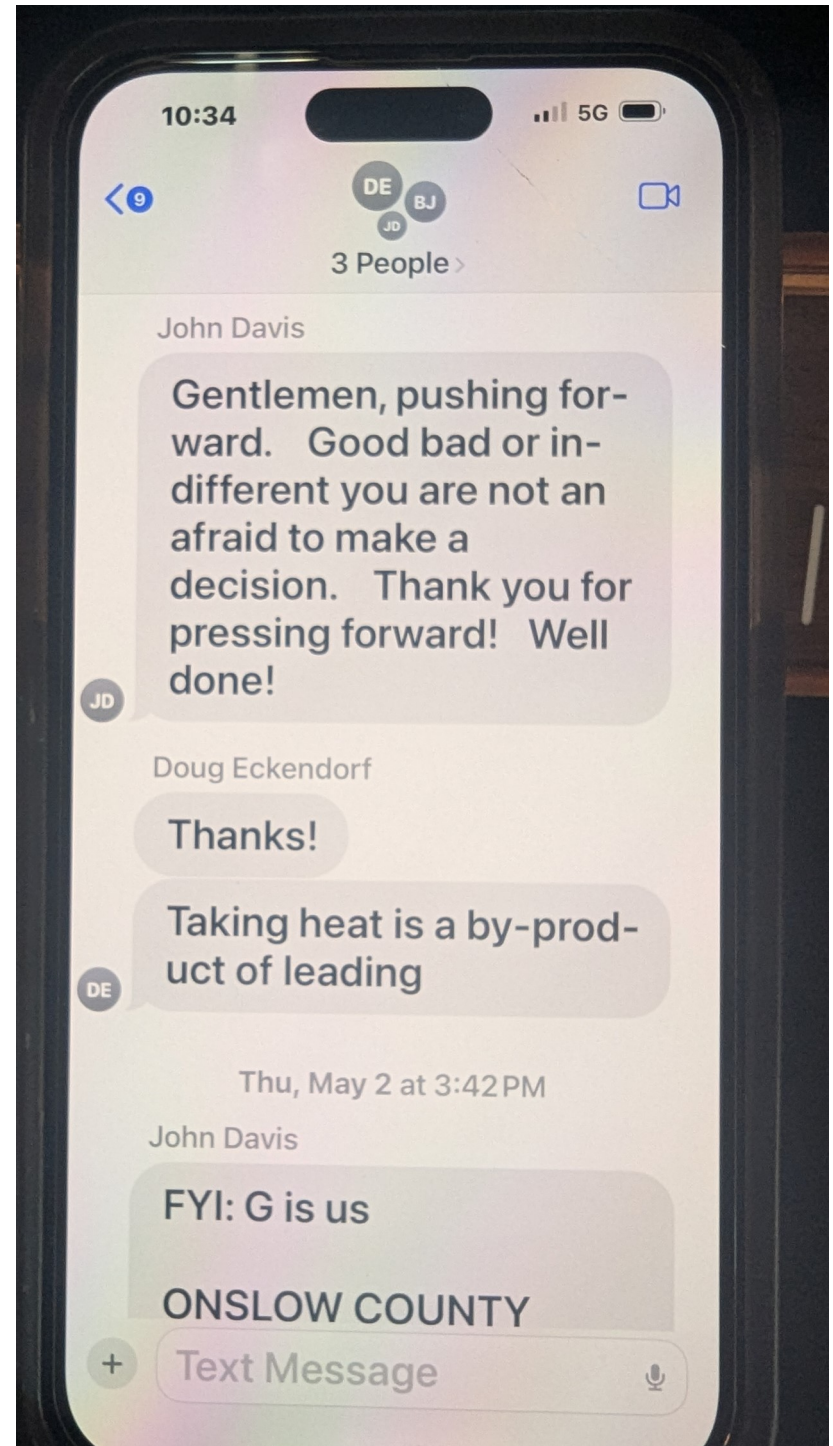 10:34
5G
9
DE
BJ
JD
3 People
John Davis
Gentlemen, pushing for-
ward. Good bad or in-
different you are not an
afraid to make a
decision. Thank you for
pressing forward! Well
done!
JD
Doug Eckendorf
Thanks!
Taking heat is a by-prod-
uct of leading
DE
Thu, May 2 at 3:42 PM
John Davis
FYI: G is us
ONSLOW COUNTY
Text Message